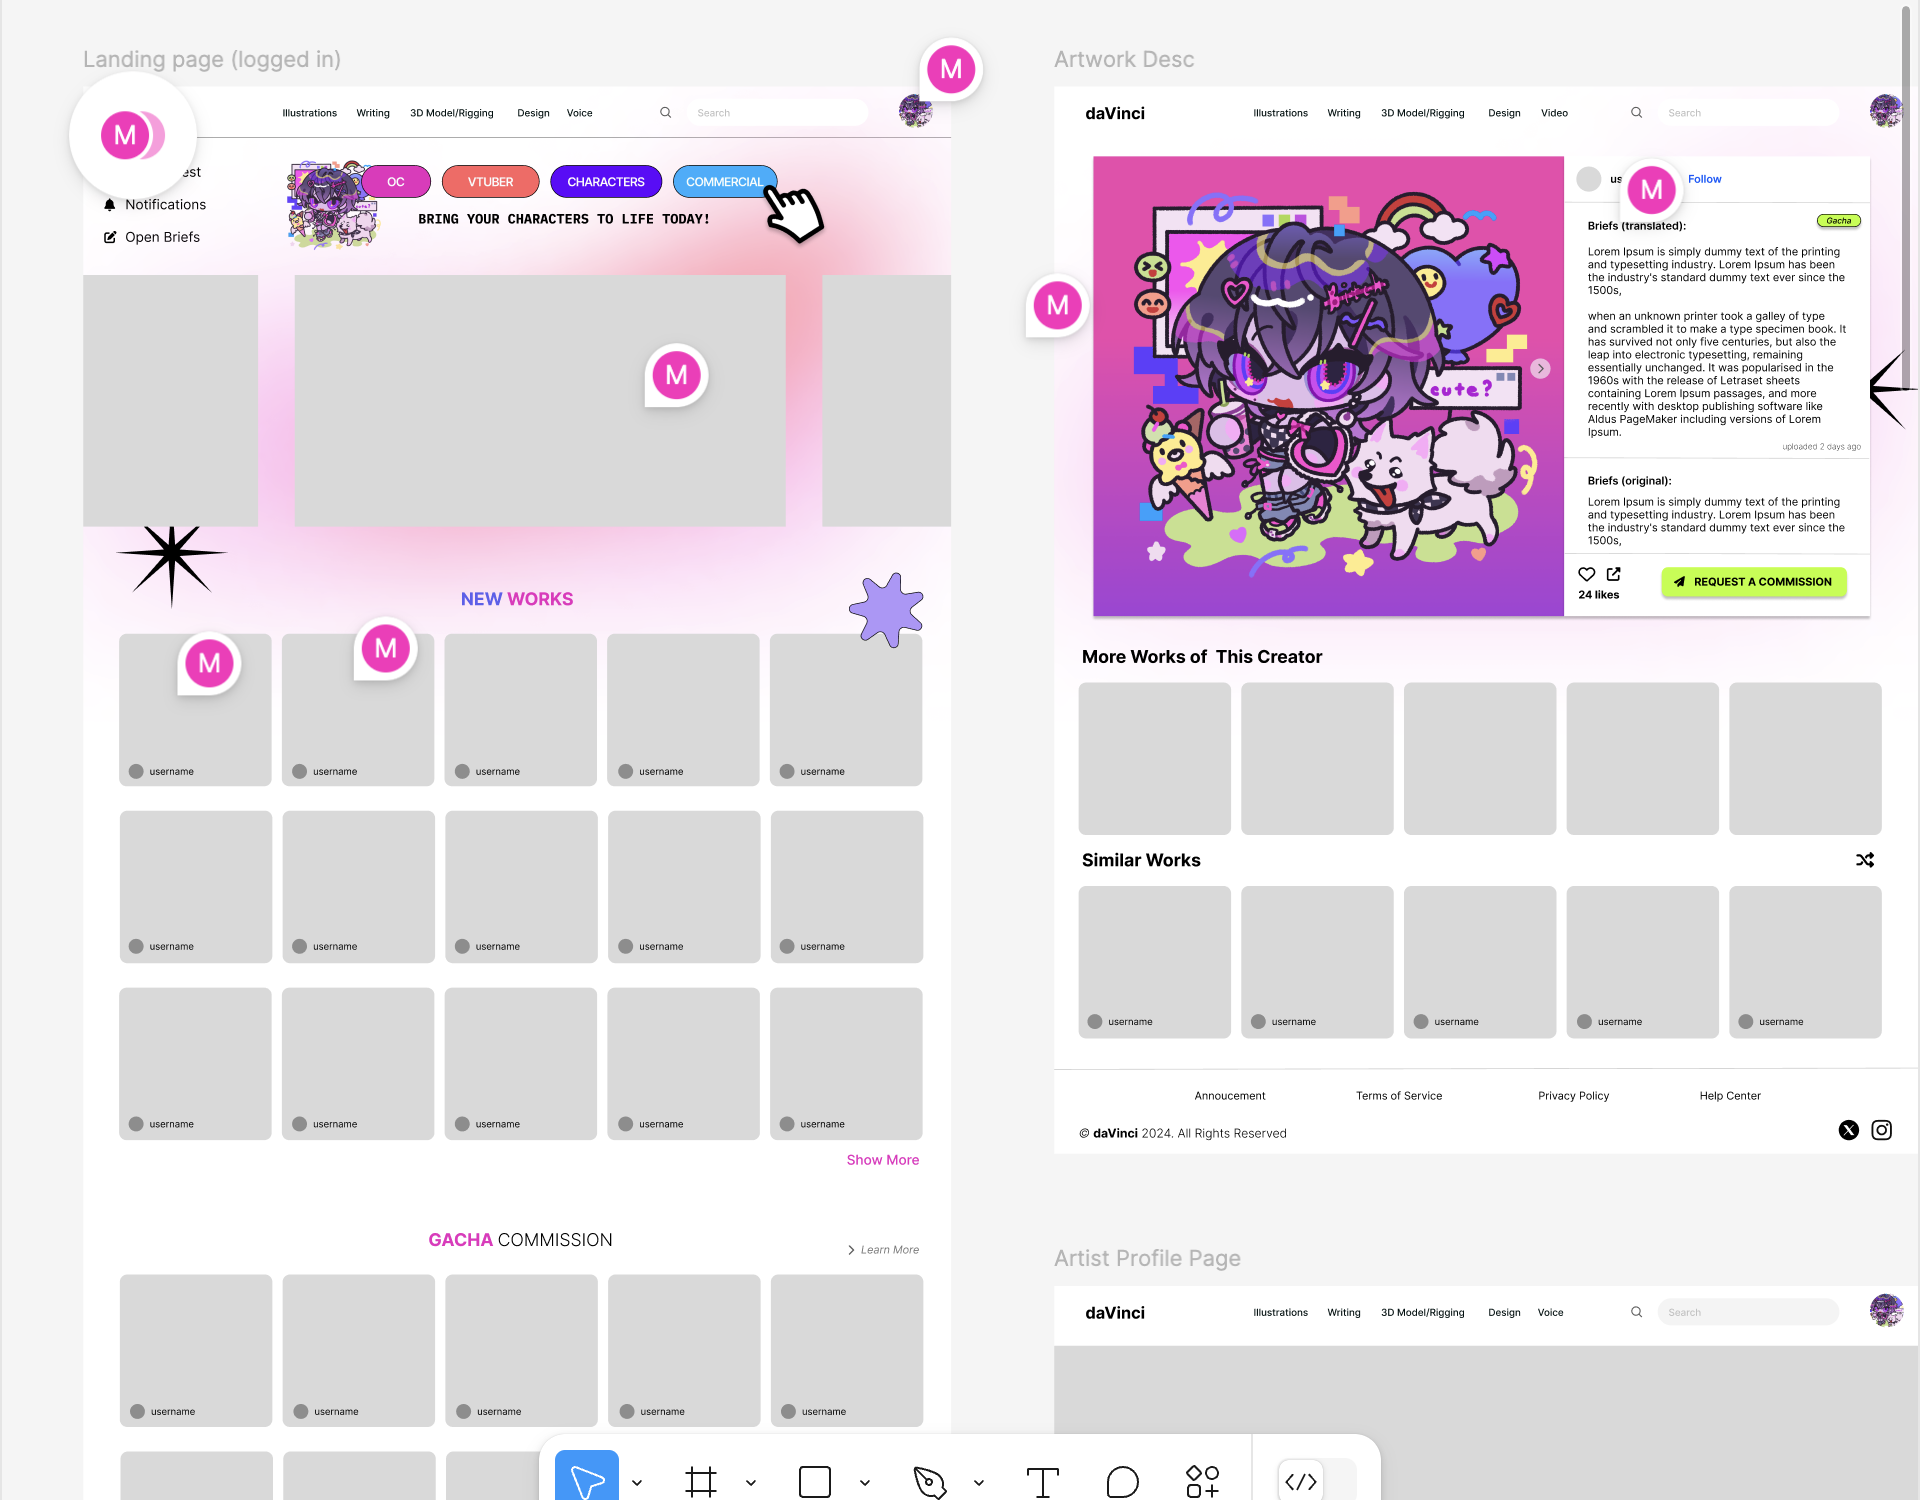 Landing page (logged in)
M
M
Illustrations Writing 3D Model/Rigging Design Voice Search
Notifications
Open Briefs
OC VTUBER CHARACTERS COMMERCIAL
BRING YOUR CHARACTERS TO LIFE TODAY!
M
NEW WORKS
M
M
username username username username username
username username username username username
username username username username username
Show More
GACHA COMMISSION
Learn More
username username username username username
Artwork Desc
daVinci Illustrations Writing 3D Model/Rigging Design Video Search
M
cute?
M
Follow
Gacha
Briefs (translated):
Lorem Ipsum is simply dummy text of the printing
and typesetting industry. Lorem Ipsum has been
the industry's standard dummy text ever since the
1500s,
when an unknown printer took a galley of type
and scrambled it to make a type specimen book. It
has survived not only five centuries, but also the
leap into electronic typesetting, remaining
essentially unchanged. It was popularised in the
1960s with the release of Letraset sheets
containing Lorem Ipsum passages, and more
recently with desktop publishing software like
Aldus PageMaker including versions of Lorem
Ipsum.
uploaded 2 days ago
Briefs (original):
Lorem Ipsum is simply dummy text of the printing
and typesetting industry. Lorem Ipsum has been
the industry's standard dummy text ever since the
1500s,
24 likes
REQUEST A COMMISSION
More Works of This Creator
Similar Works
username username username username username
Annoucement Terms of Service Privacy Policy Help Center
© daVinci 2024. All Rights Reserved
Artist Profile Page
daVinci Illustrations Writing 3D Model/Rigging Design Voice Search